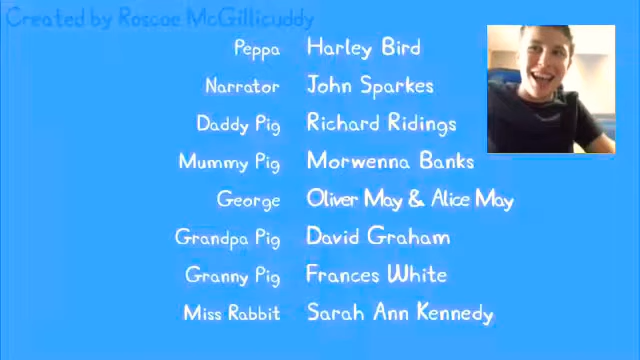 Created by Roscoe McGillicuddy
Peppa Harley Bird
Narrator John Sparkes
Daddy Pig Richard Ridings
Mummy Pig Morwenna Banks
George Oliver May & Alice May
Grandpa Pig David Graham
Granny Pig Frances White
Miss Rabbit Sarah Ann Kennedy